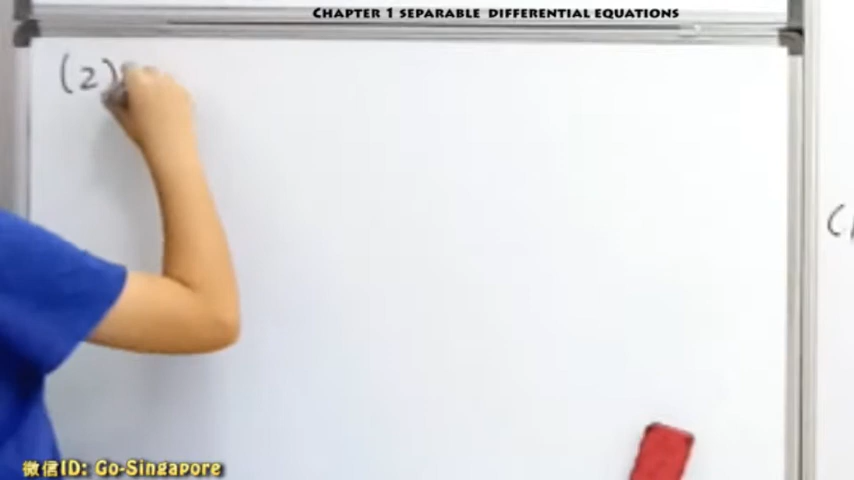 CHAPTER 1 SEPARABLE DIFFERENTIAL EQUATIONS
(2)
微信ID: Go-Singapore